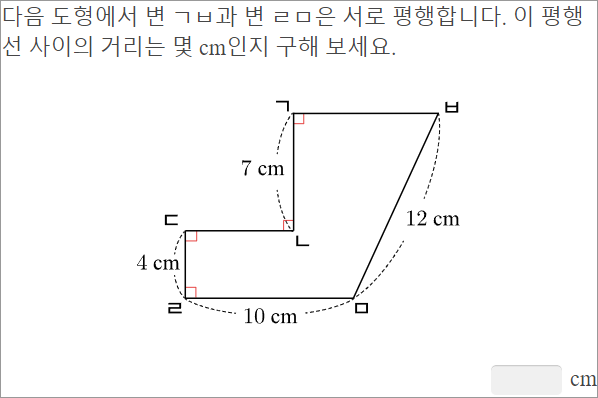 다음 도형에서 변 ㄱㅂ과 변 ㄹㅁ은 서로 평행합니다. 이 평행
선 사이의 거리는 몇 cm인지 구해 보세요.
ㄱ
ㅂ
7 cm
ㄷ
ㄴ
12 cm
4 cm
ㄹ
10 cm
ㅁ
cm